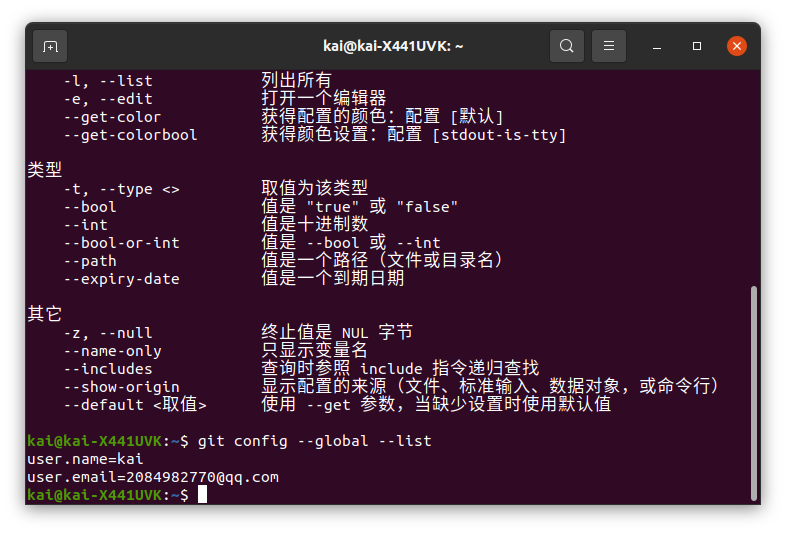 kai@kai-X441UVK: ~
-l, --list 列出所有
-e, --edit 打开一个编辑器
--get-color 获得配置的颜色：配置 [默认]
--get-colorbool 获得颜色设置：配置 [stdout-is-tty]
类型
-t, --type <> 取值为该类型
--bool 值是 "true" 或 "false"
--int 值是十进制数
--bool-or-int 值是 --bool 或 --int
--path 值是一个路径（文件或目录名）
--expiry-date 值是一个到期日期
其它
-z, --null 终止值是 NUL 字节
--name-only 只显示变量名
--includes 查询时参照 include 指令递归查找
--show-origin 显示配置的来源（文件、标准输入、数据对象，或命令行）
--default <取值> 使用 --get 参数，当缺少设置时使用默认值
kai@kai-X441UVK:~$ git config --global --list
user.name=kai
user.email=2084982770@qq.com
kai@kai-X441UVK:~$